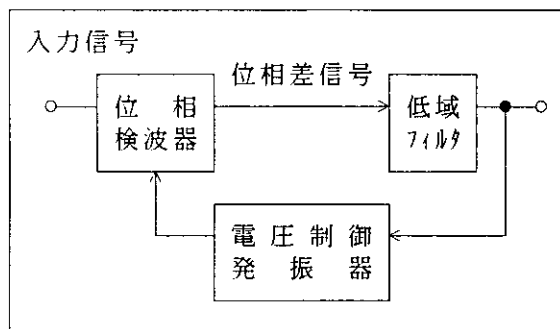 入力信号
位相差信号
位相
検波器
低域
フィルタ
電圧制御
発振器